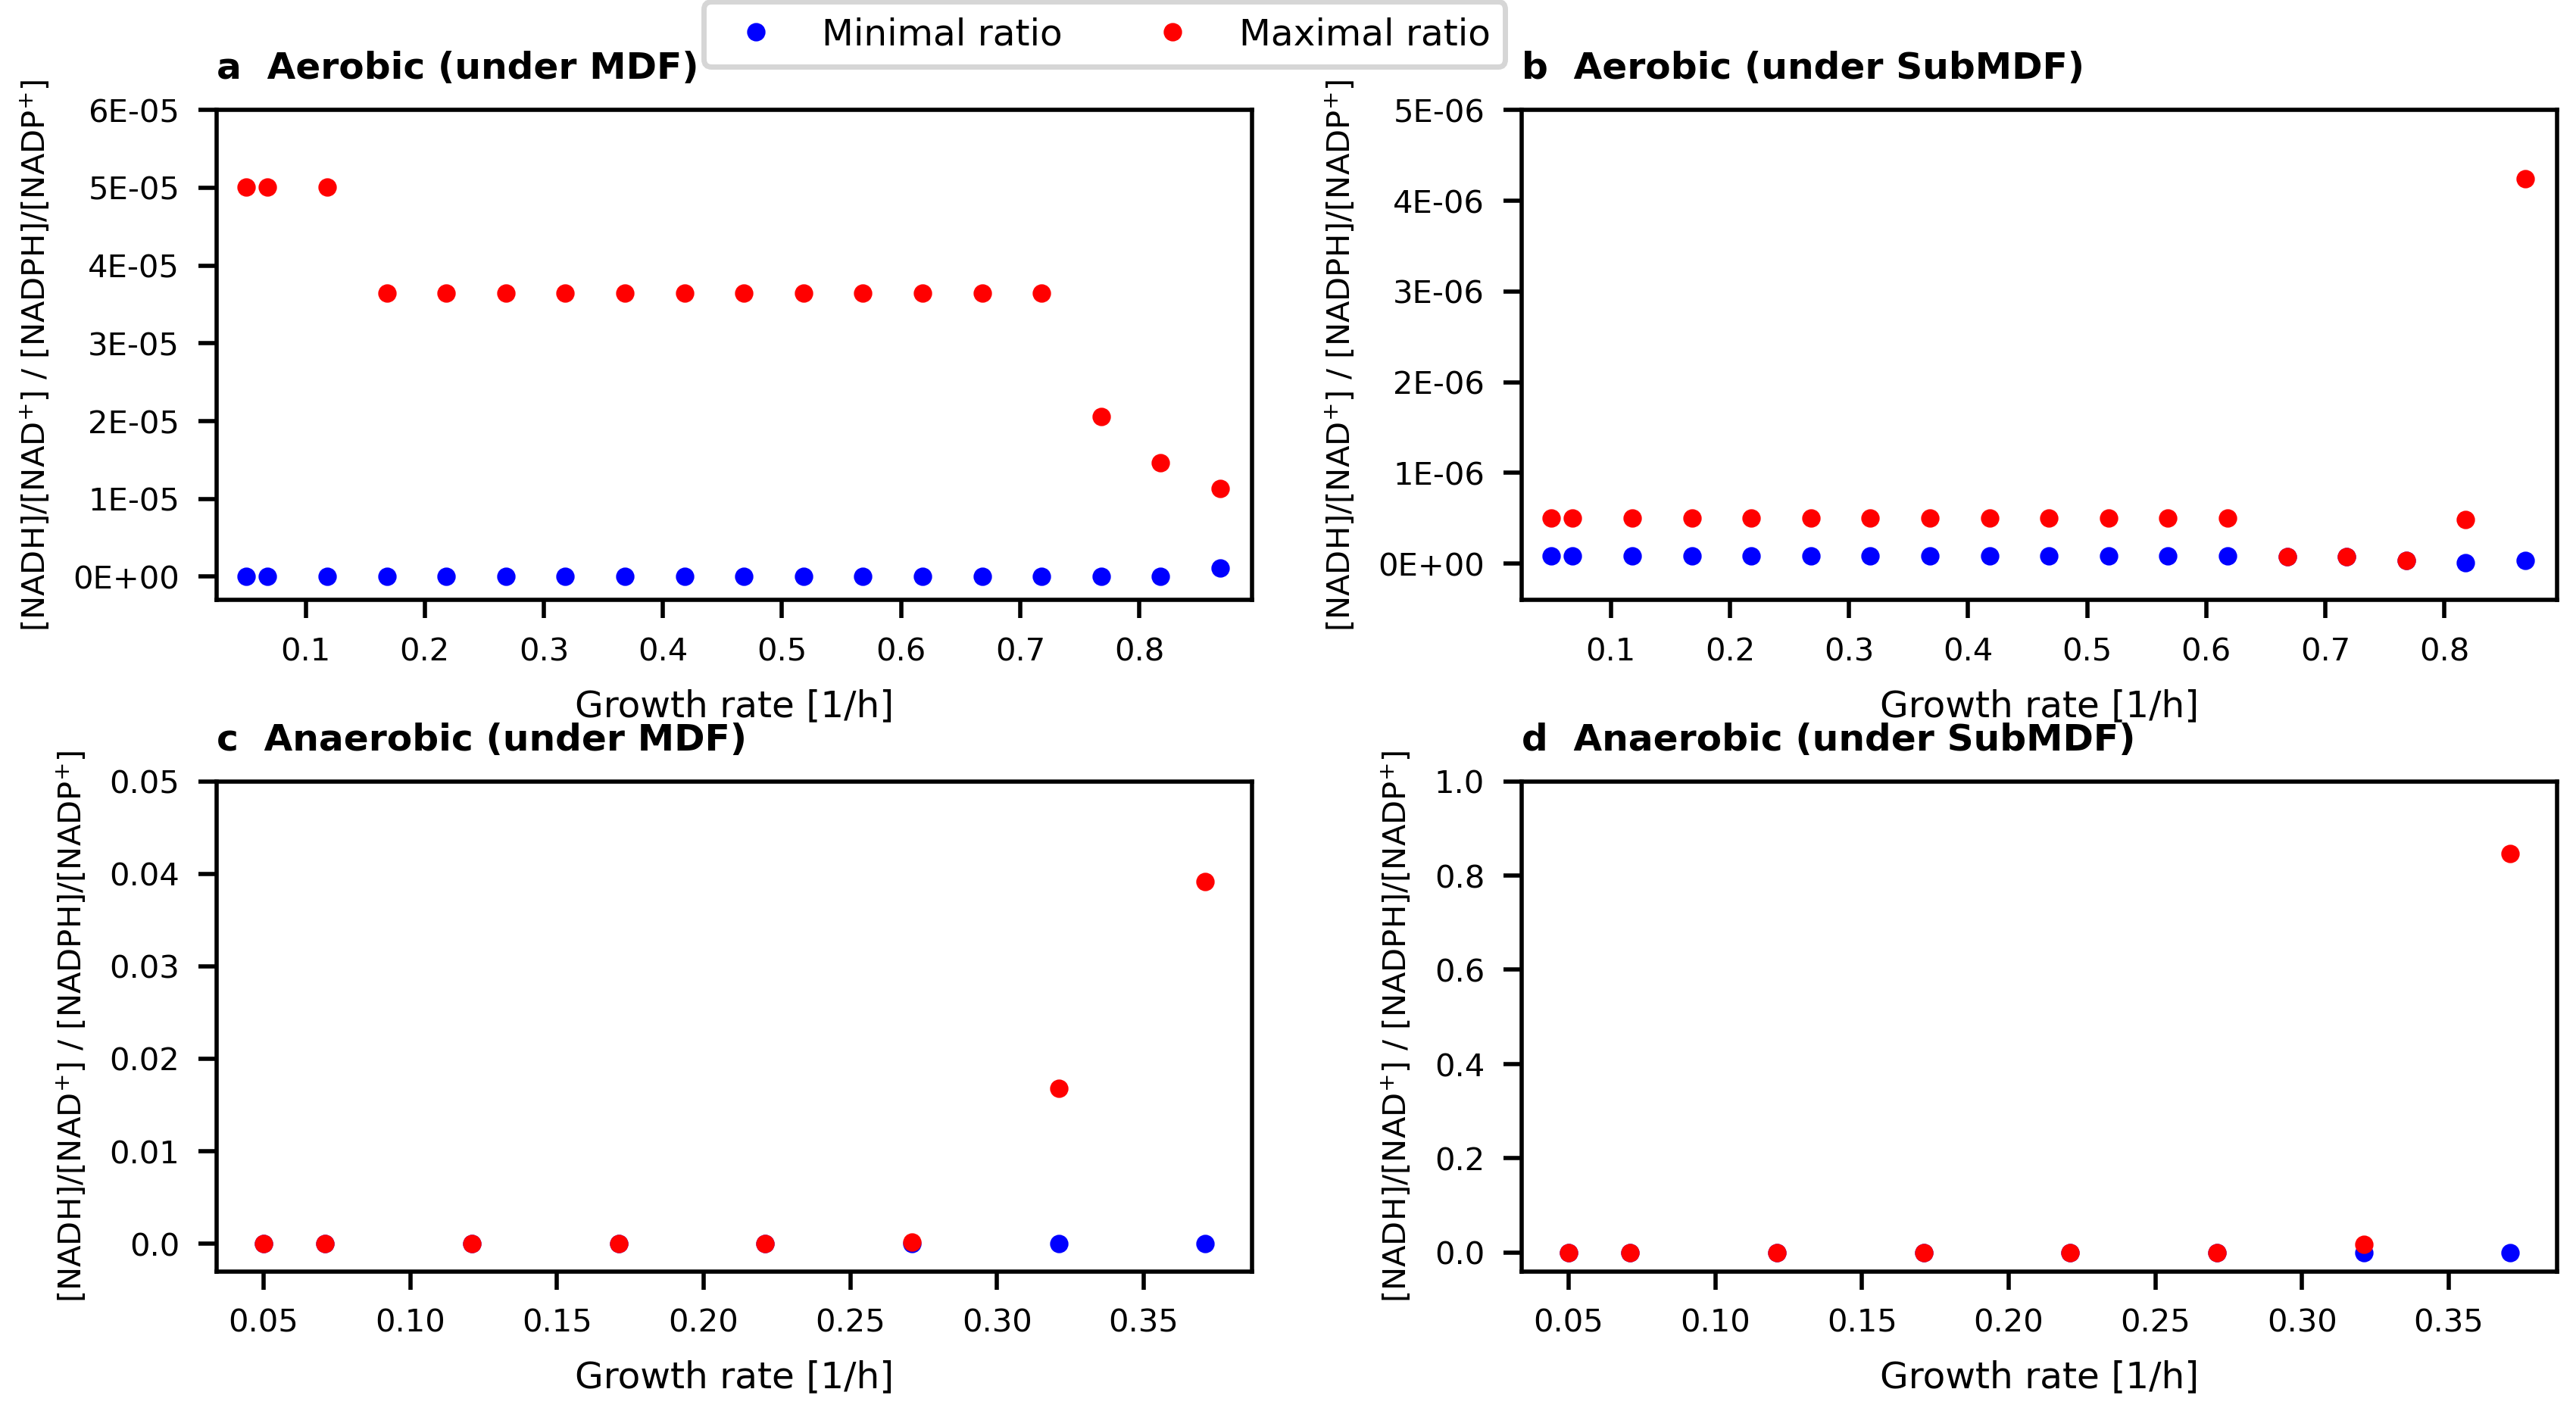 Minimal ratio Maximal ratio
a Aerobic (under MDF)
[NADH]/[NAD⁺] / [NADPH]/[NADP⁺]
6E-05
5E-05
4E-05
3E-05
2E-05
1E-05
0E+00
0.1 0.2 0.3 0.4 0.5 0.6 0.7 0.8
Growth rate [1/h]
b Aerobic (under SubMDF)
[NADH]/[NAD⁺] / [NADPH]/[NADP⁺]
5E-06
4E-06
3E-06
2E-06
1E-06
0E+00
0.1 0.2 0.3 0.4 0.5 0.6 0.7 0.8
Growth rate [1/h]
c Anaerobic (under MDF)
[NADH]/[NAD⁺] / [NADPH]/[NADP⁺]
0.05
0.04
0.03
0.02
0.01
0.0
0.05 0.10 0.15 0.20 0.25 0.30 0.35
Growth rate [1/h]
d Anaerobic (under SubMDF)
[NADH]/[NAD⁺] / [NADPH]/[NADP⁺]
1.0
0.8
0.6
0.4
0.2
0.0
0.05 0.10 0.15 0.20 0.25 0.30 0.35
Growth rate [1/h]